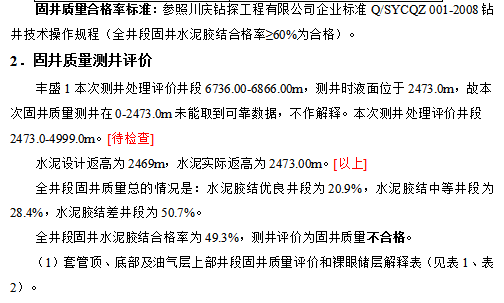 固井质量合格率标准：参照川庆钻探工程有限公司企业标准 Q/SYCQZ 001-2008 钻
井技术操作规程（全井段固井水泥胶结合格率≥60%为合格）。
2．固井质量测井评价
丰盛 1 本次测井处理评价井段 6736.00-6866.00m，测井时液面位于 2473.0m，故本
次固井质量测井在 0-2473.0m 未能取到可靠数据，不作解释。本次测井处理评价井段
2473.0-4999.0m。[待检查]
水泥设计返高为 2469m，水泥实际返高为 2473.00m。[以上]
全井段固井质量总的情况是：水泥胶结优良井段为 20.9%，水泥胶结中等井段为
28.4%，水泥胶结差井段为 50.7%。
全井段固井水泥胶结合格率为 49.3%，测井评价为固井质量不合格。
（1）套管顶、底部及油气层上部井段固井质量评价和裸眼储层解释表（见表 1、表
2）。